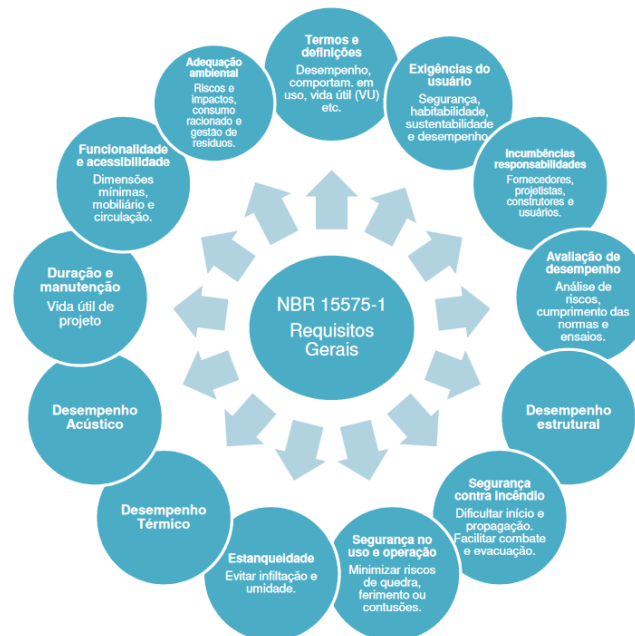 Termos e
definições
Desempenho,
comportam. em
uso, vida útil (VU)
etc.
Exigências do
usuário
Segurança,
habitabilidade,
sustentabilidade
e desempenho
Incumbências
responsabilidades
Fornecedores,
projetistas,
construtores e
usuários.
Avaliação de
desempenho
Análise de
riscos,
cumprimento das
normas e
ensaios.
Desempenho
estrutural
Segurança
contra Incêndio
Dificultar início e
propagação.
Facilitar combate
e evacuação.
Segurança no
uso e operação
Minimizar riscos
de quedra,
ferimento ou
contusões.
Estanqueidade
Evitar infiltação e
umidade.
Desempenho
Térmico
Desempenho
Acústico
Duração e
manutenção
Vida útil de
projeto
Funcionalidade
e acessibilidade
Dimensões
mínimas,
mobiliário e
circulação.
Adequação
ambiental
Riscos e
impactos,
consumo
racionado e
gestão de
resíduos.
NBR 15575-1
Requisitos
Gerais